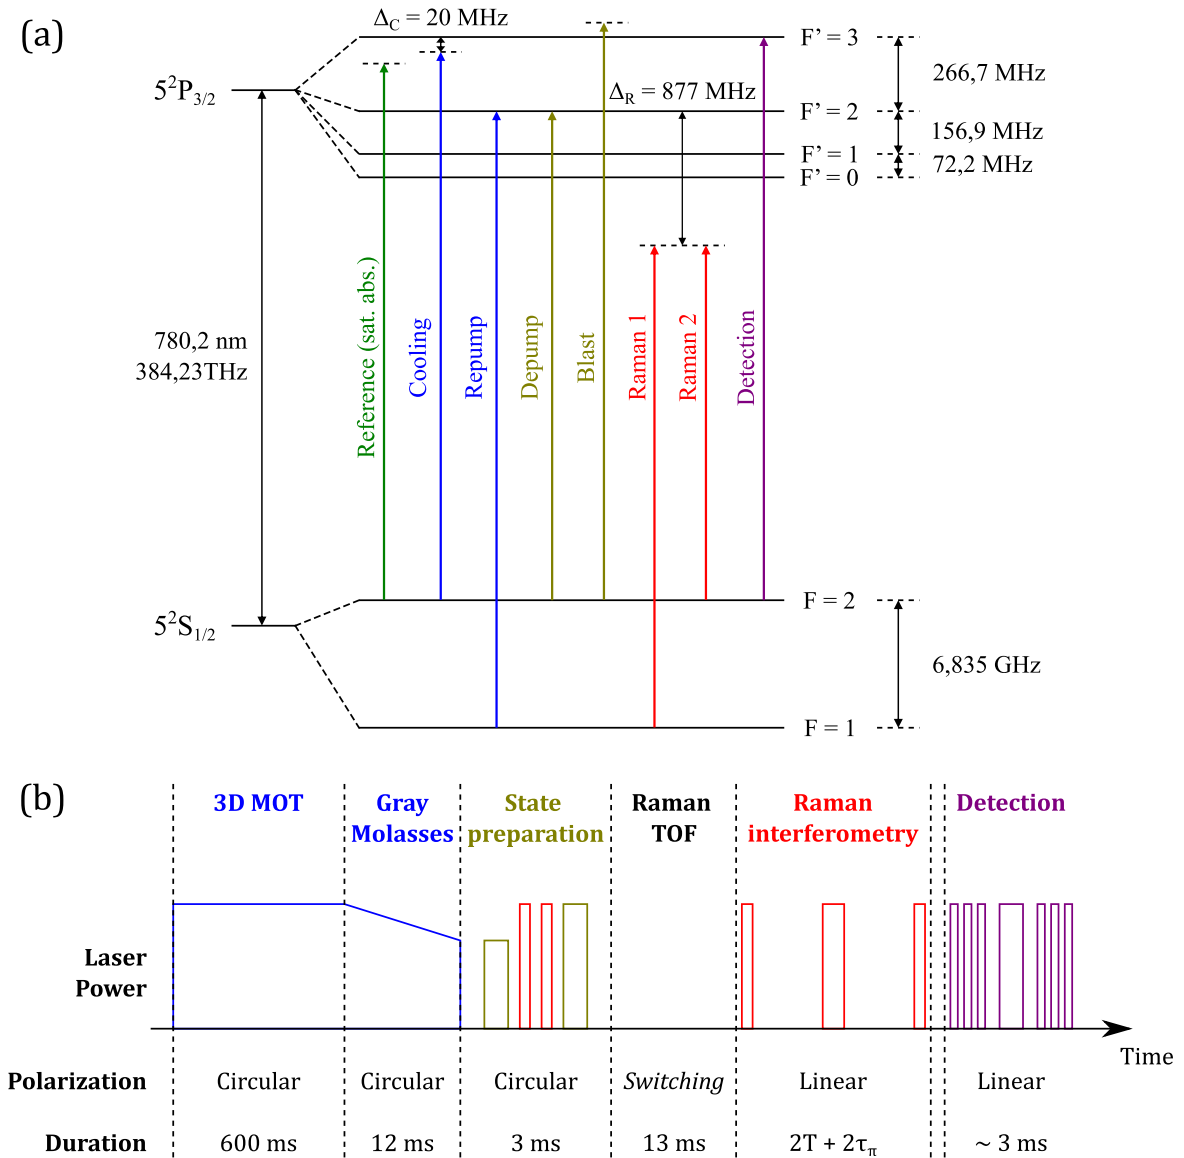 (a)
Δ_C = 20 MHz
F' = 3
266,7 MHz
5²P₃/₂
Δ_R = 877 MHz
F' = 2
156,9 MHz
F' = 1
72,2 MHz
F' = 0
780,2 nm
384,23THz
Reference (sat. abs.)
Cooling
Repump
Depump
Blast
Raman 1
Raman 2
Detection
5²S₁/₂
F = 2
6,835 GHz
F = 1
(b)
3D MOT
Gray
Molasses
State
preparation
Raman
TOF
Raman
interferometry
Detection
Laser
Power
Time
Polarization
Circular
Circular
Circular
Switching
Linear
Linear
Duration
600 ms
12 ms
3 ms
13 ms
2T + 2τ_π
~ 3 ms